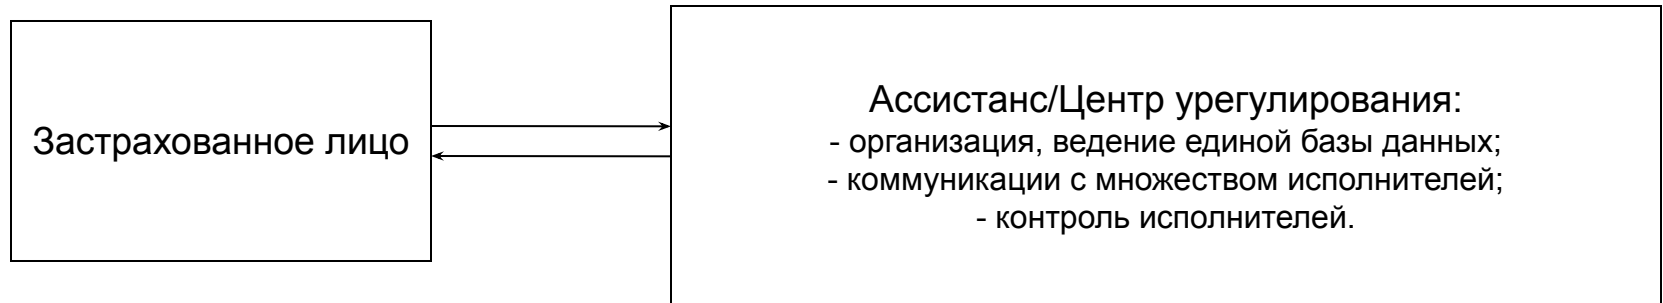 Застрахованное лицо
Ассистанс/Центр урегулирования:
- организация, ведение единой базы данных;
- коммуникации с множеством исполнителей;
- контроль исполнителей.